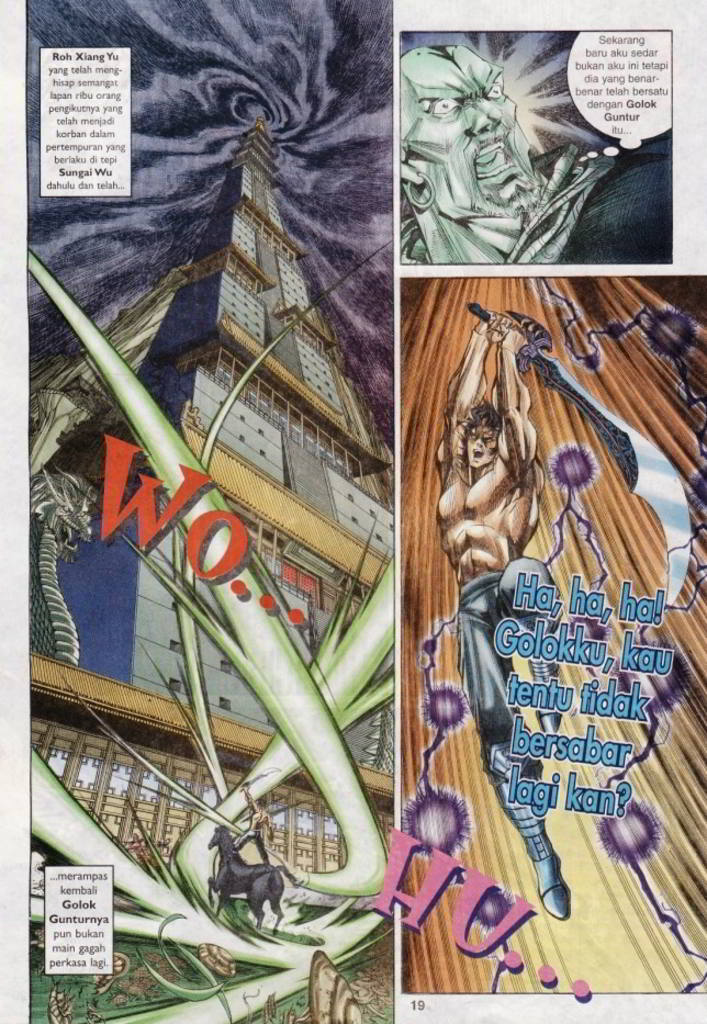 Roh Xiang Yu
yang telah meng-
hisap semangat
lapan ribu orang
pengikutnya yang
telah menjadi
korban dalam
pertempuran yang
berlaku di tepi
Sungai Wu
dahulu dan telah...
WO...
...merampas
kembali
Golok
Gunturnya
pun bukan
main gagah
perkasa lagi.
Sekarang
baru aku sedar
bukan aku ini tetapi
dia yang benar-
benar telah bersatu
dengan Golok
Guntur
itu...
Ha, ha, ha!
Golokku, kau
tentu tidak
bersabar
lagi kan?
HU...
19